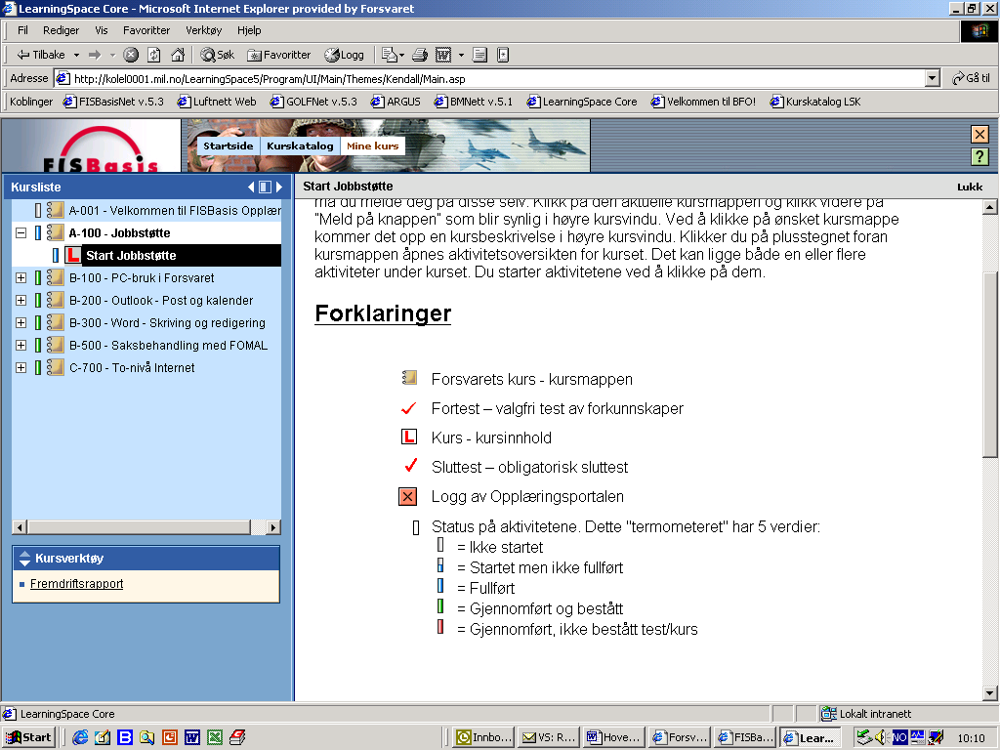 LearningSpace Core - Microsoft Internet Explorer provided by Forsvaret
Fil Rediger Vis Favoritter Verktøy Hjelp
Tilbake Søk Favoritter Logg
Adresse http://kolel0001.mil.no/LearningSpace5/Program/UI/Main/Themes/Kendall/Main.asp Gå til
Koblinger FISBasisNet v.5.3 Luftnett Web GOLFNet v.5.3 ARGUS BMNett v.5.1 LearningSpace Core Velkommen til BFO! Kurskatalog LSK
FISBasis Startside Kurskatalog Mine kurs
?
Kursliste
A-001 - Velkommen til FISBasis Opplær
A-100 - Jobbstøtte
L Start Jobbstøtte
B-100 - PC-bruk i Forsvaret
B-200 - Outlook - Post og kalender
B-300 - Word - Skriving og redigering
B-500 - Saksbehandling med FOMAL
C-700 - To-nivå Internet
Kursverktøy
Fremdriftsrapport
Start Jobbstøtte Lukk
må du melde deg på disse selv. Klikk på den aktuelle kursmappen og klikk videre på
"Meld på knappen" som blir synlig i høyre kursvindu. Ved å klikke på ønsket kursmappe
kommer det opp en kursbeskrivelse i høyre kursvindu. Klikker du på plusstegnet foran
kursmappen åpnes aktivitetsoversikten for kurset. Det kan ligge både en eller flere
aktiviteter under kurset. Du starter aktivitetene ved å klikke på dem.
Forklaringer
Forsvarets kurs - kursmappen
Fortest – valgfri test av forkunnskaper
L Kurs - kursinnhold
Sluttest – obligatorisk sluttest
Logg av Opplæringsportalen
Status på aktivitetene. Dette "termometeret" har 5 verdier:
= Ikke startet
= Startet men ikke fullført
= Fullført
= Gjennomført og bestått
= Gjennomført, ikke bestått test/kurs
LearningSpace Core Lokalt intranett
Start B W Innbo... VS: R... Hove... Forsv... FISBa... Lear... NO 10:10